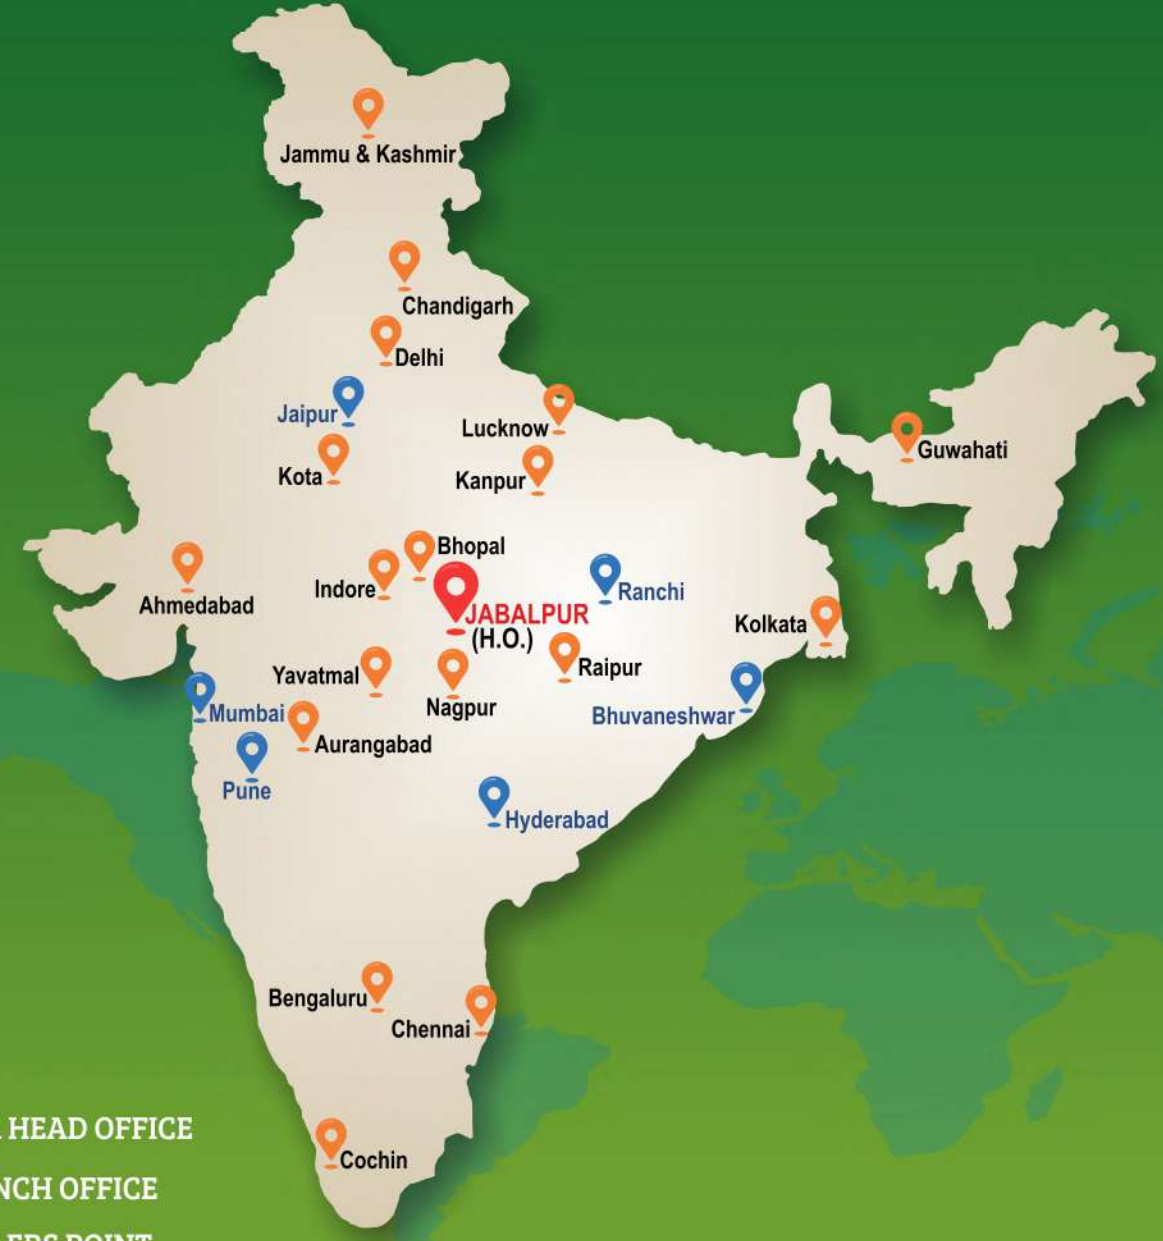 Jammu & Kashmir
Chandigarh
Delhi
Jaipur
Lucknow
Guwahati
Kota
Kanpur
Bhopal
Indore
Ranchi
Ahmedabad
JABALPUR
(H.O.)
Kolkata
Yavatmal
Raipur
Nagpur
Mumbai
Bhuvaneshwar
Aurangabad
Pune
Hyderabad
Bengaluru
Chennai
HEAD OFFICE
Cochin
OFFICE
POINT